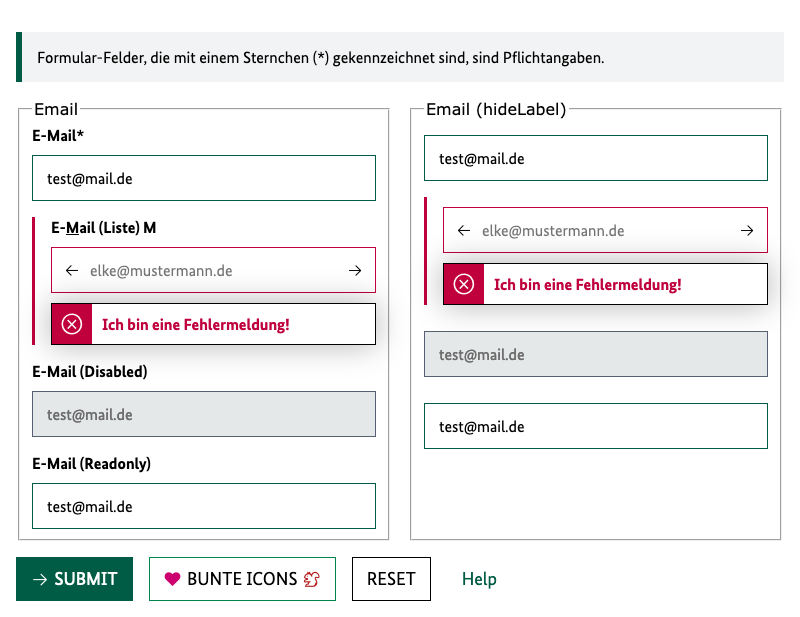 Formular-Felder, die mit einem Sternchen (*) gekennzeichnet sind, sind Pflichtangaben.
Email
E-Mail*
test@mail.de
E-Mail (Liste) M
elke@mustermann.de
Ich bin eine Fehlermeldung!
E-Mail (Disabled)
test@mail.de
E-Mail (Readonly)
test@mail.de
Email (hideLabel)
test@mail.de
elke@mustermann.de
Ich bin eine Fehlermeldung!
test@mail.de
test@mail.de
SUBMIT
BUNTE ICONS
RESET
Help